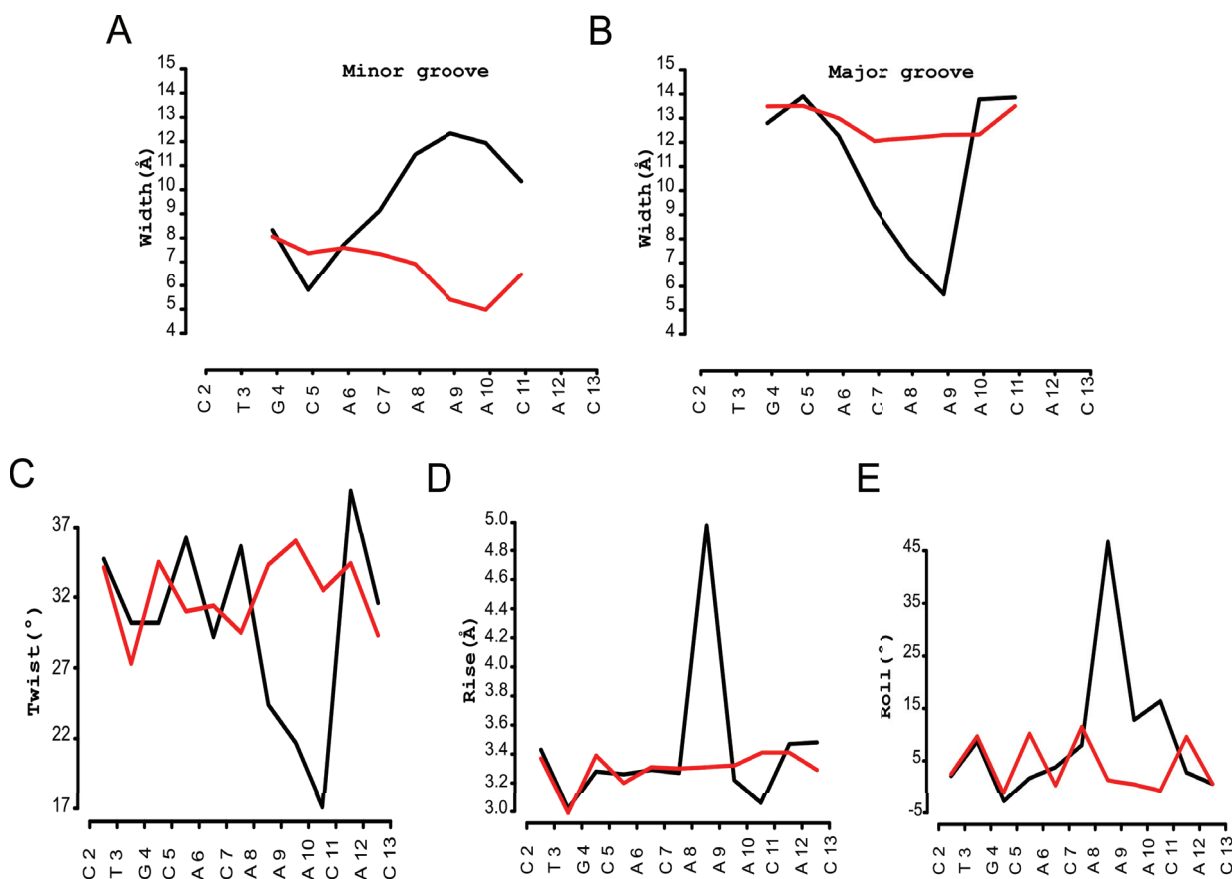 A
Minor groove
Width(Å)
15
14
13
12
11
10
9
8
7
6
5
4
C 2
T 3
G 4
C 5
A 6
C 7
A 8
A 9
A 10
C 11
A 12
C 13
B
Major groove
Width(Å)
15
14
13
12
11
10
9
8
7
6
5
4
C 2
T 3
G 4
C 5
A 6
C 7
A 8
A 9
A 10
C 11
A 12
C 13
C
Twist(°)
37
32
27
22
17
C 2
T 3
G 4
C 5
A 6
C 7
A 8
A 9
A 10
C 11
A 12
C 13
D
Rise(Å)
5.0
4.8
4.6
4.4
4.2
4.0
3.8
3.6
3.4
3.2
3.0
C 2
T 3
G 4
C 5
A 6
C 7
A 8
A 9
A 10
C 11
A 12
C 13
E
Roll(°)
45
35
25
15
5
-5
C 2
T 3
G 4
C 5
A 6
C 7
A 8
A 9
A 10
C 11
A 12
C 13